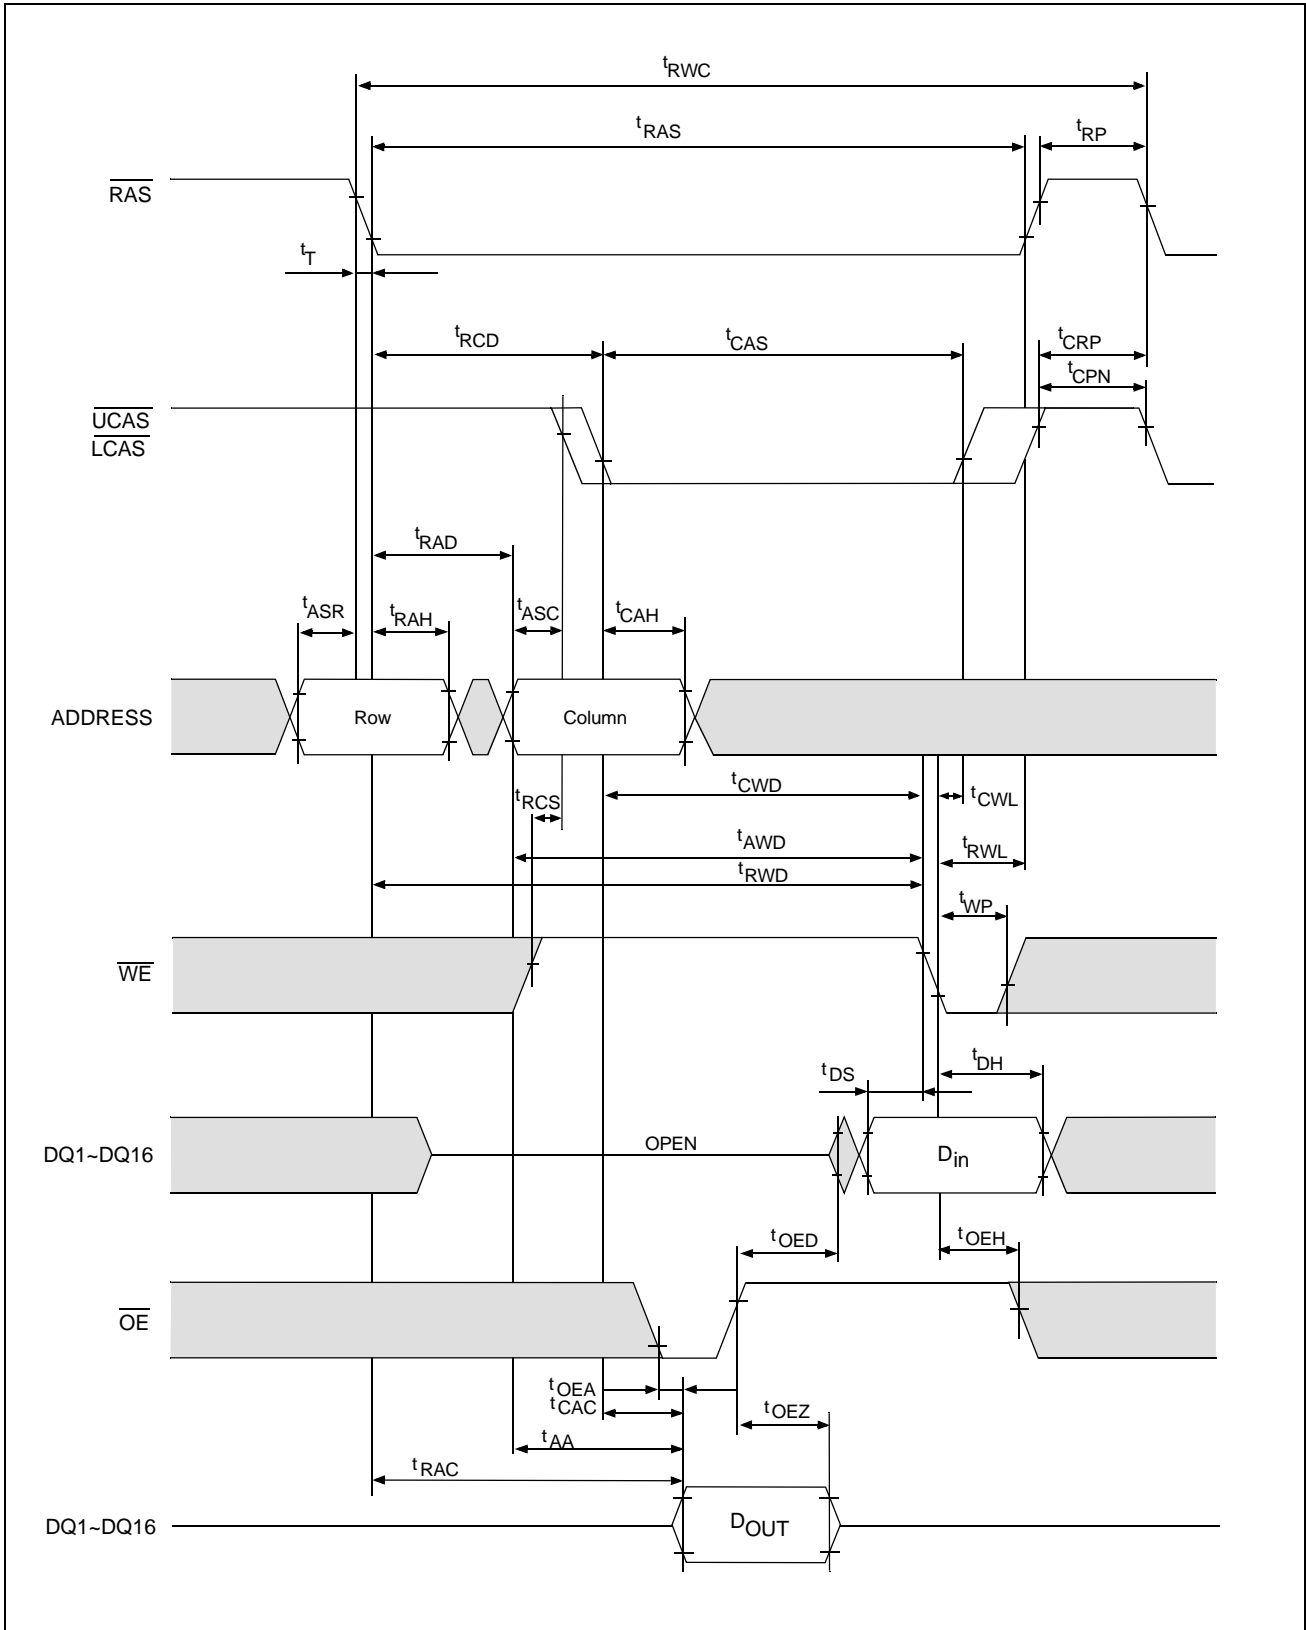 tRWC
tRAS
tRP
RAS
tT
tRCD
tCAS
tCRP
tCPN
UCAS
LCAS
tRAD
tASR
tRAH
tASC
tCAH
ADDRESS
Row
Column
tCWD
tRCS
tCWL
tAWD
tRWL
tRWD
tWP
WE
tDS
tDH
DQ1~DQ16
OPEN
Din
tOED
tOEH
OE
tOEA
tCAC
tOEZ
tAA
tRAC
DQ1~DQ16
DOUT